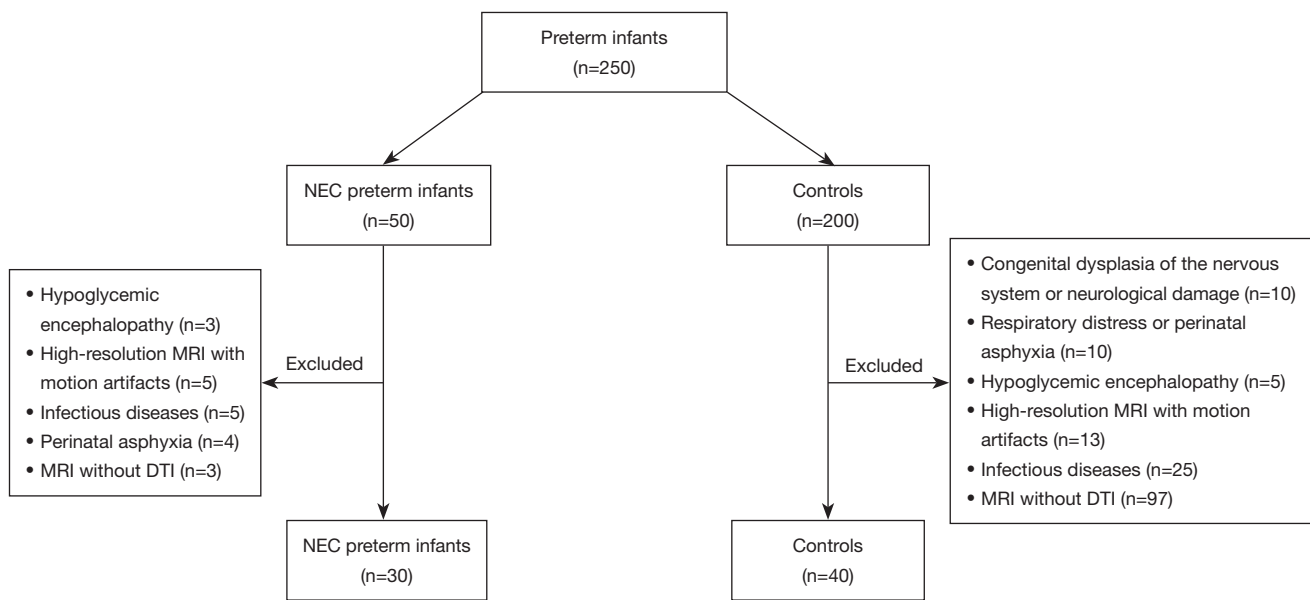 Preterm infants
(n=250)
NEC preterm infants
(n=50)
Controls
(n=200)
• Hypoglycemic
encephalopathy (n=3)
• High-resolution MRI with
motion artifacts (n=5)
• Infectious diseases (n=5)
• Perinatal asphyxia (n=4)
• MRI without DTI (n=3)
Excluded
Excluded
• Congenital dysplasia of the nervous
system or neurological damage (n=10)
• Respiratory distress or perinatal
asphyxia (n=10)
• Hypoglycemic encephalopathy (n=5)
• High-resolution MRI with motion
artifacts (n=13)
• Infectious diseases (n=25)
• MRI without DTI (n=97)
NEC preterm infants
(n=30)
Controls
(n=40)